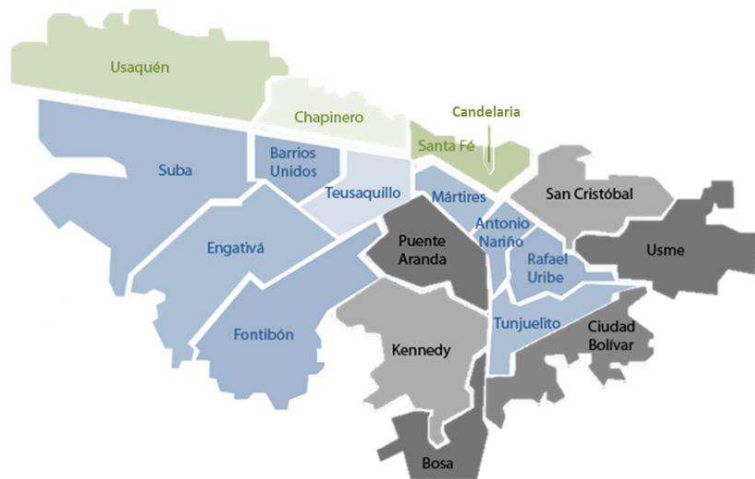 Usaquén
Chapinero
Candelaria
Santa Fé
Suba
Barrios
Unidos
Teusaquillo
Mártires
San Cristóbal
Engativá
Puente
Aranda
Antonio
Nariño
Rafael
Uribe
Usme
Fontibón
Kennedy
Tunjuelito
Ciudad
Bolívar
Bosa